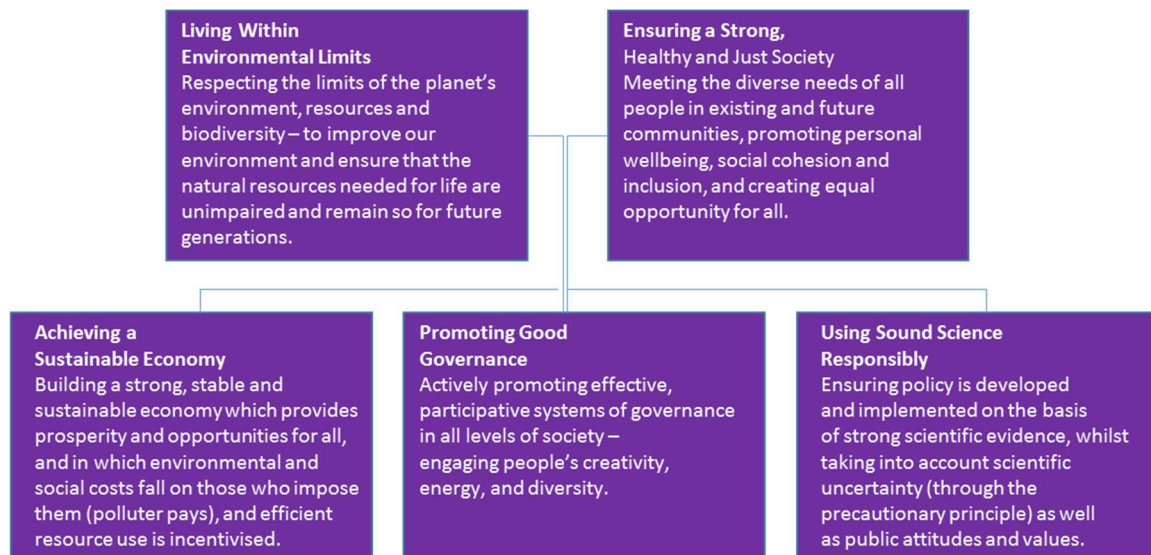 Living Within
Environmental Limits
Respecting the limits of the planet's
environment, resources and
biodiversity – to improve our
environment and ensure that the
natural resources needed for life are
unimpaired and remain so for future
generations.
Ensuring a Strong,
Healthy and Just Society
Meeting the diverse needs of all
people in existing and future
communities, promoting personal
wellbeing, social cohesion and
inclusion, and creating equal
opportunity for all.
Achieving a
Sustainable Economy
Building a strong, stable and
sustainable economy which provides
prosperity and opportunities for all,
and in which environmental and
social costs fall on those who impose
them (polluter pays), and efficient
resource use is incentivised.
Promoting Good
Governance
Actively promoting effective,
participative systems of governance
in all levels of society –
engaging people's creativity,
energy, and diversity.
Using Sound Science
Responsibly
Ensuring policy is developed
and implemented on the basis
of strong scientific evidence, whilst
taking into account scientific
uncertainty (through the
precautionary principle) as well
as public attitudes and values.